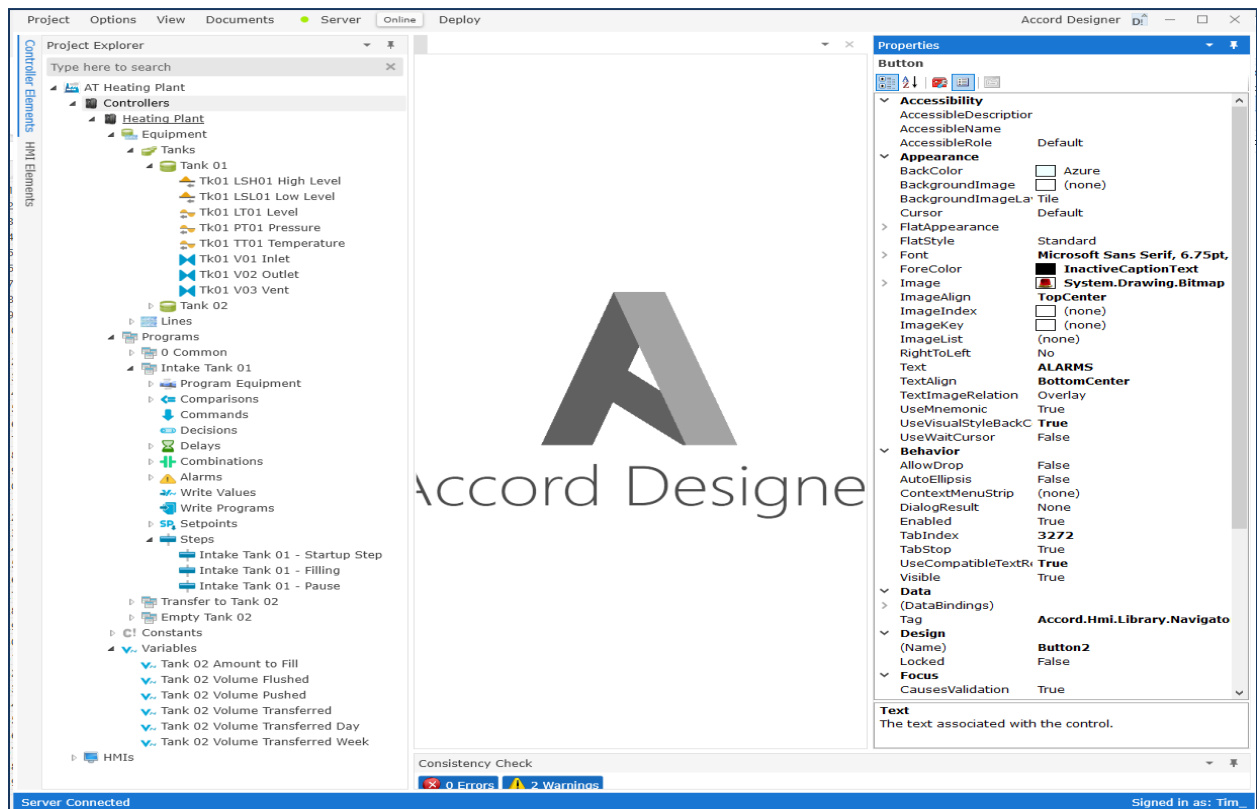 Project Options View Documents Server Online Deploy Accord Designer D!
Controller Elements
HMI Elements
Project Explorer
Type here to search
AT Heating Plant
Controllers
Heating Plant
Equipment
Tanks
Tank 01
Tk01 LSH01 High Level
Tk01 LSL01 Low Level
Tk01 LT01 Level
Tk01 PT01 Pressure
Tk01 TT01 Temperature
Tk01 V01 Inlet
Tk01 V02 Outlet
Tk01 V03 Vent
Tank 02
Lines
Programs
0 Common
Intake Tank 01
Program Equipment
Comparisons
Commands
Decisions
Delays
Combinations
Alarms
Write Values
Write Programs
SP Setpoints
Steps
Intake Tank 01 - Startup Step
Intake Tank 01 - Filling
Intake Tank 01 - Pause
Transfer to Tank 02
Empty Tank 02
C! Constants
Variables
Tank 02 Amount to Fill
Tank 02 Volume Flushed
Tank 02 Volume Pushed
Tank 02 Volume Transferred
Tank 02 Volume Transferred Day
Tank 02 Volume Transferred Week
HMIs
Accord Designe
Consistency Check
0 Errors 2 Warnings
Properties
Button
Accessibility
AccessibleDescription
AccessibleName
AccessibleRole Default
Appearance
BackColor Azure
BackgroundImage (none)
BackgroundImageLa Tile
Cursor Default
FlatAppearance
FlatStyle Standard
Font Microsoft Sans Serif, 6.75pt,
ForeColor InactiveCaptionText
Image System.Drawing.Bitmap
ImageAlign TopCenter
ImageIndex (none)
ImageKey (none)
ImageList (none)
RightToLeft No
Text ALARMS
TextAlign BottomCenter
TextImageRelation Overlay
UseMnemonic True
UseVisualStyleBackC True
UseWaitCursor False
Behavior
AllowDrop False
AutoEllipsis False
ContextMenuStrip (none)
DialogResult None
Enabled True
TabIndex 3272
TabStop True
UseCompatibleTextRe True
Visible True
Data
(DataBindings)
Tag Accord.Hmi.Library.Navigato
Design
(Name) Button2
Locked False
Focus
CausesValidation True
Text
The text associated with the control.
Server Connected Signed in as: Tim_